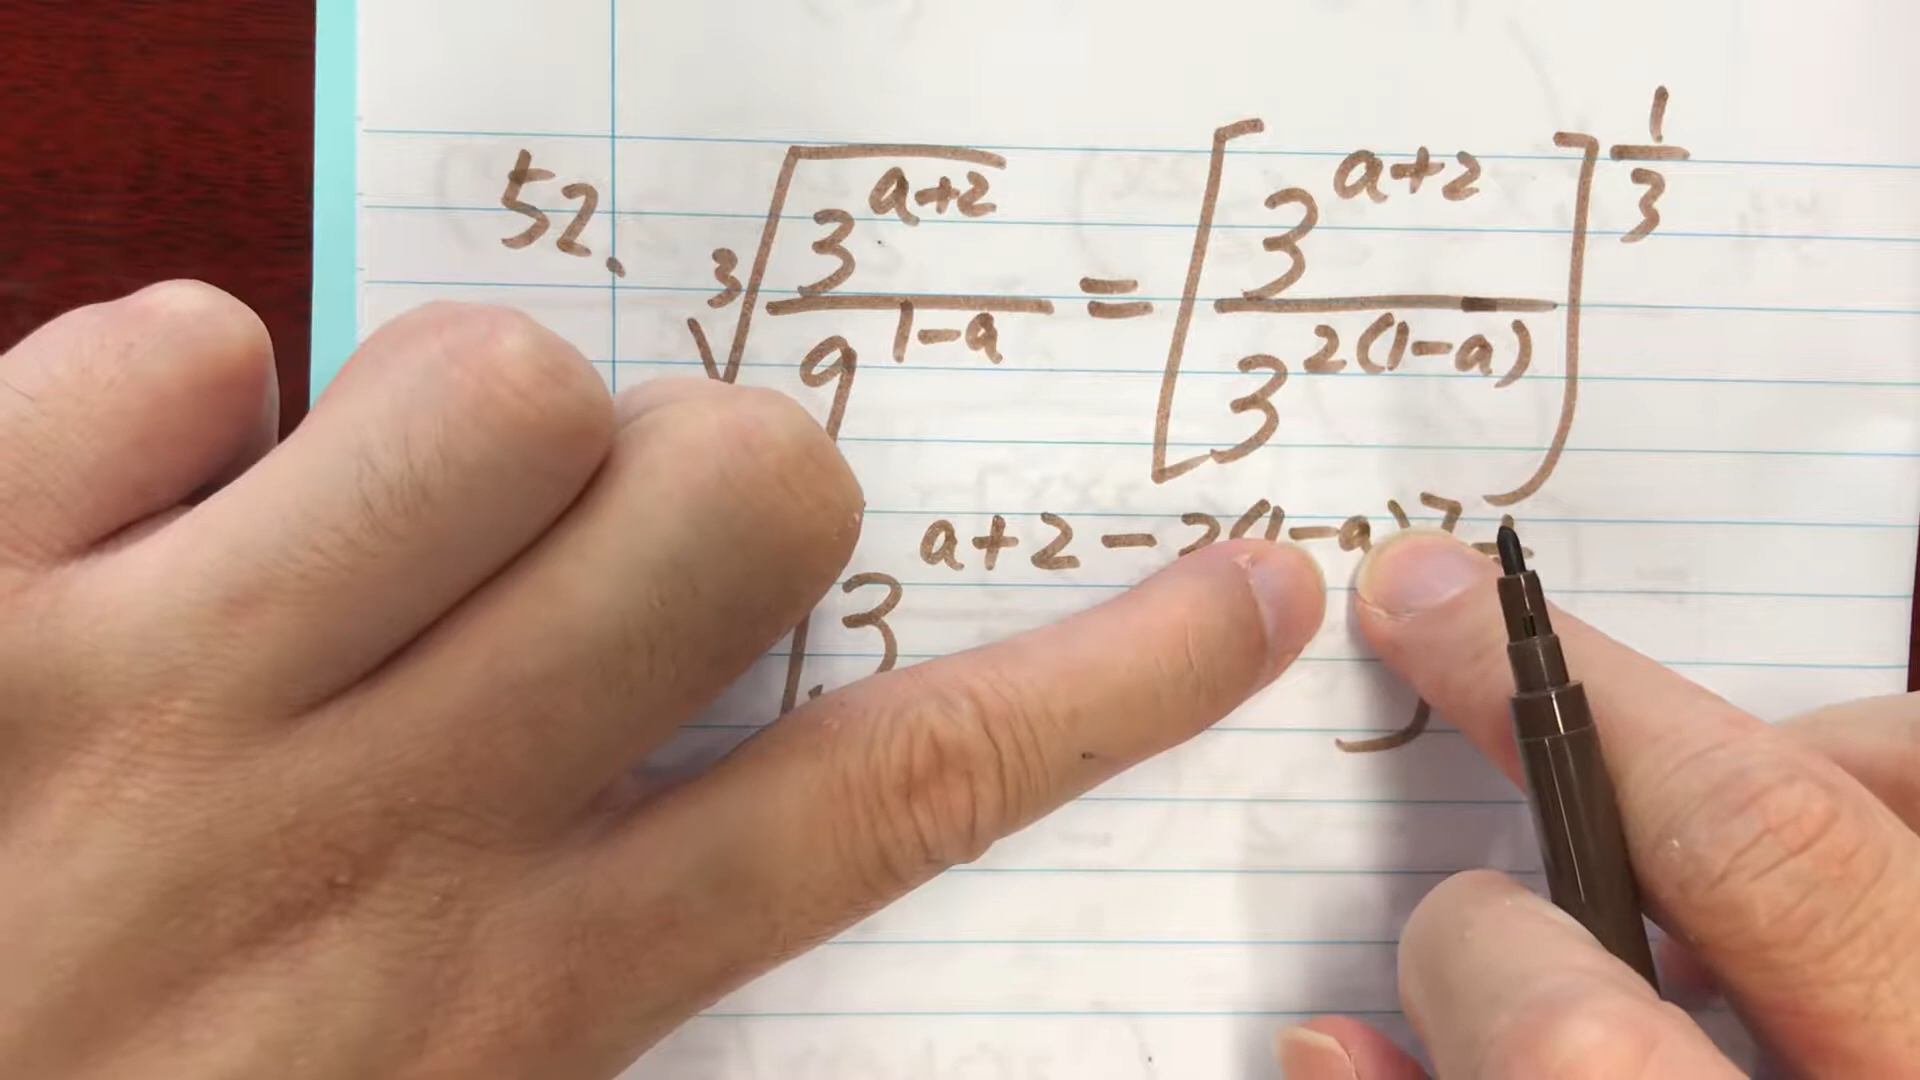 52. ∛(3^(a+2) / 9^(1-a)) = [3^(a+2) / 3^(2(1-a))]^(1/3)
[3^(a+2-2(1-a))]